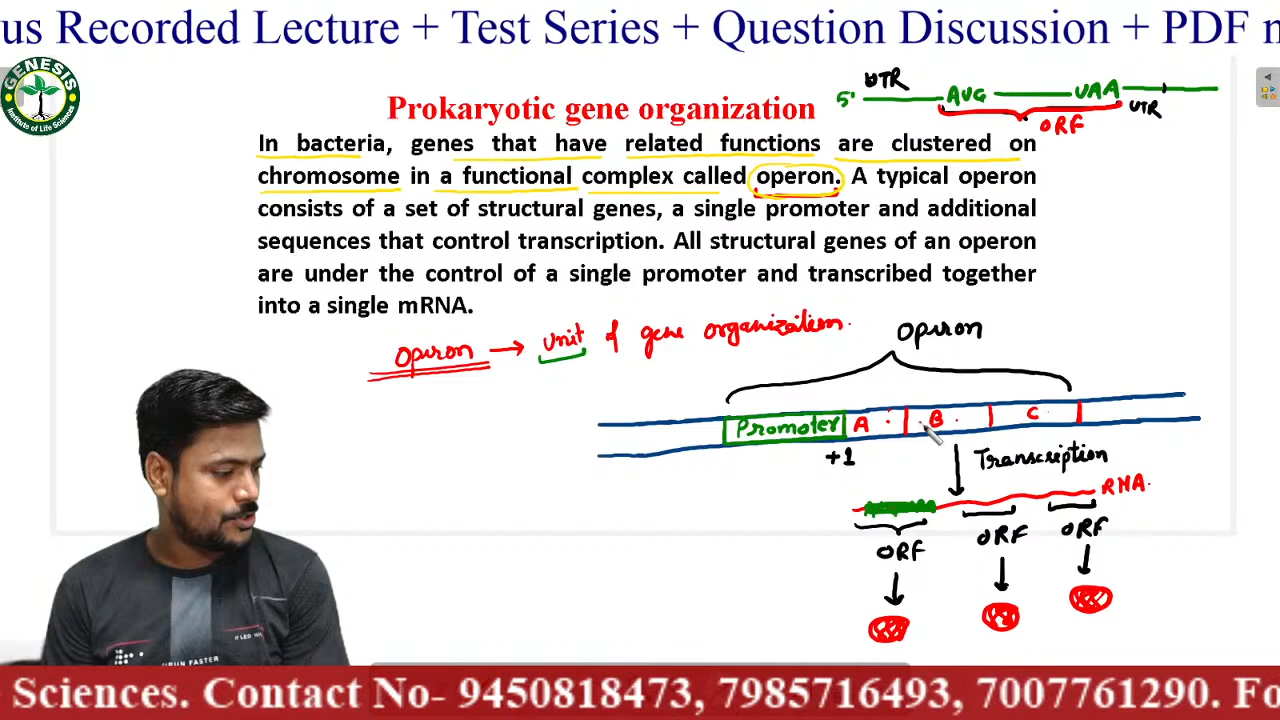 us Recorded Lecture + Test Series + Question Discussion + PDF n
GENESIS
Institute of Life Sciences
UTR
5' AUG UAA
UTR
ORF
Prokaryotic gene organization
In bacteria, genes that have related functions are clustered on
chromosome in a functional complex called operon. A typical operon
consists of a set of structural genes, a single promoter and additional
sequences that control transcription. All structural genes of an operon
are under the control of a single promoter and transcribed together
into a single mRNA.
Operon → unit of gene organization.
Operon
Promoter A B C
+1
Transcription
RNA.
ORF ORF ORF
Sciences. Contact No- 9450818473, 7985716493, 7007761290. Fo